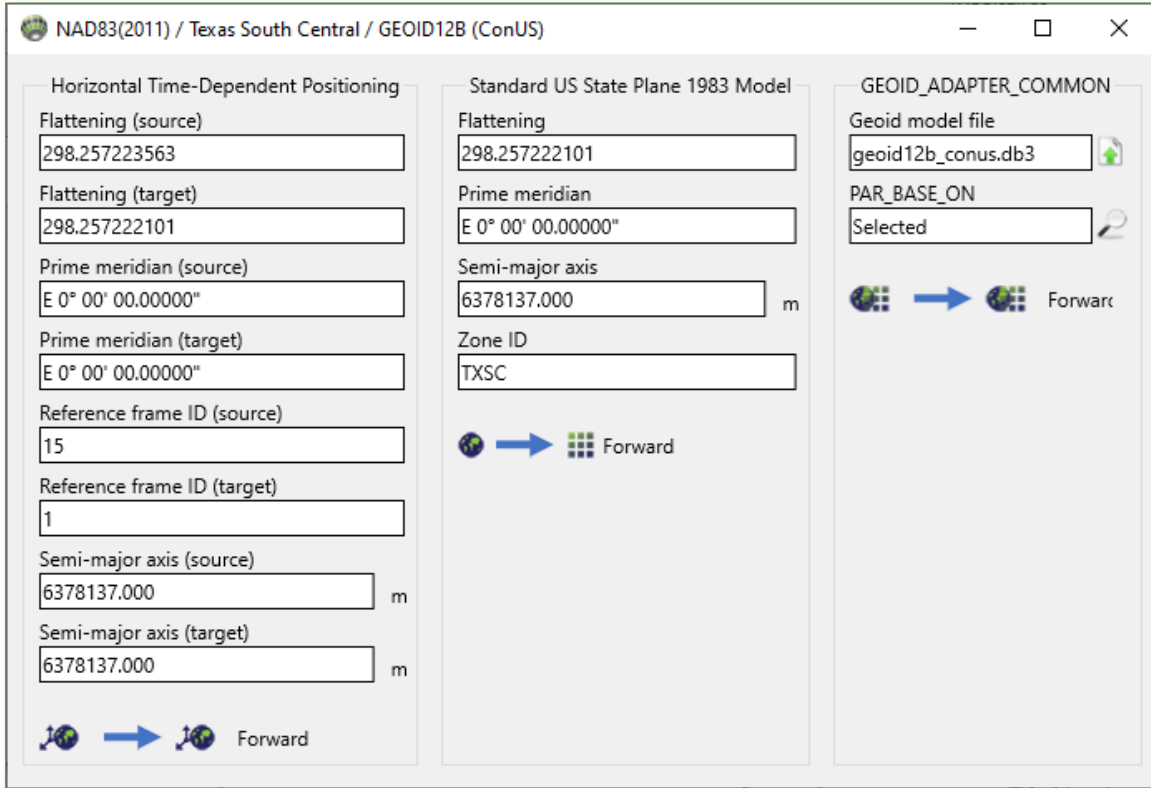 NAD83(2011) / Texas South Central / GEOID12B (ConUS)
Horizontal Time-Dependent Positioning
Flattening (source)
298.257223563
Flattening (target)
298.257222101
Prime meridian (source)
E 0° 00' 00.00000"
Prime meridian (target)
E 0° 00' 00.00000"
Reference frame ID (source)
15
Reference frame ID (target)
1
Semi-major axis (source)
6378137.000 m
Semi-major axis (target)
6378137.000 m
Forward
Standard US State Plane 1983 Model
Flattening
298.257222101
Prime meridian
E 0° 00' 00.00000"
Semi-major axis
6378137.000 m
Zone ID
TXSC
Forward
GEOID_ADAPTER_COMMON
Geoid model file
geoid12b_conus.db3
PAR_BASE_ON
Selected
Forward